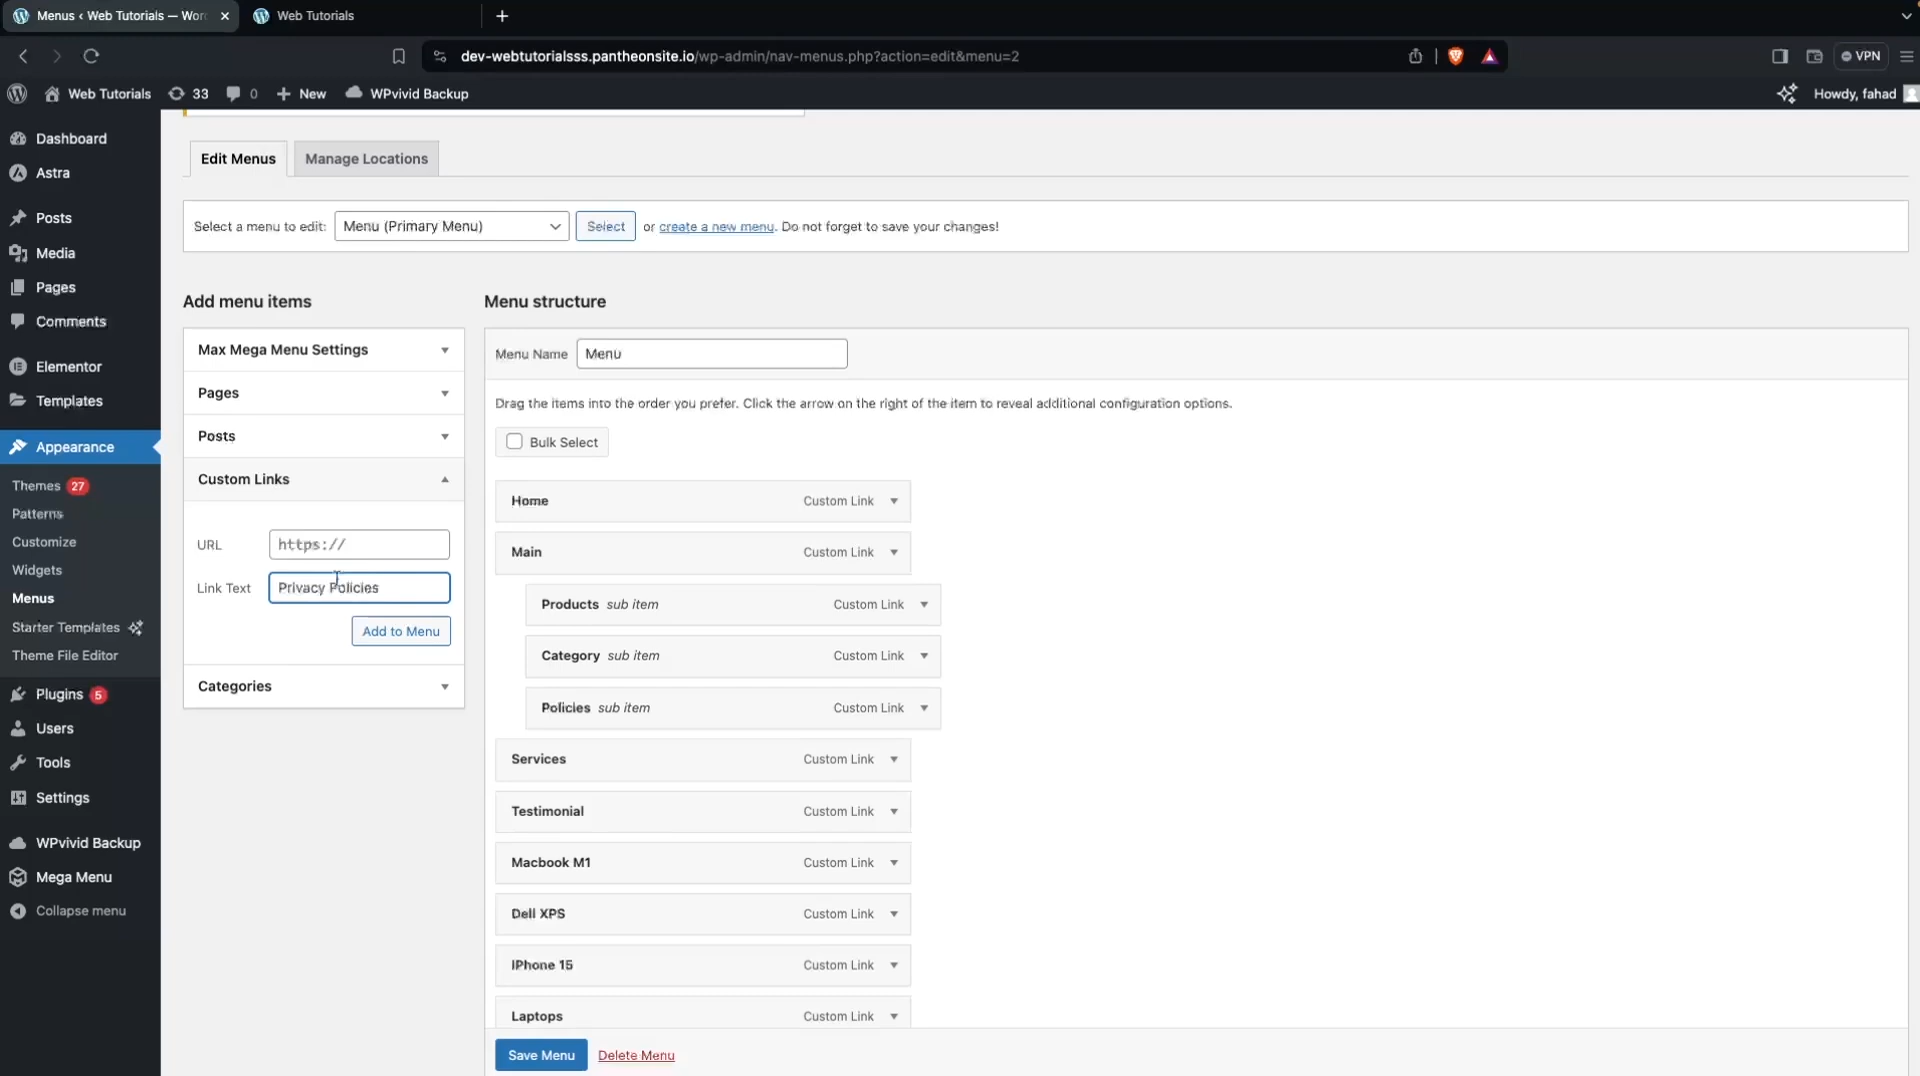 Menus < Web Tutorials — Wor
Web Tutorials
dev-webtutorialsss.pantheonsite.io/wp-admin/nav-menus.php?action=edit&menu=2
VPN
Web Tutorials
33
0
New
WPvivid Backup
Howdy, fahad
Dashboard
Astra
Posts
Media
Pages
Comments
Elementor
Templates
Appearance
Themes 27
Patterns
Customize
Widgets
Menus
Starter Templates
Theme File Editor
Plugins 5
Users
Tools
Settings
WPvivid Backup
Mega Menu
Collapse menu
Edit Menus
Manage Locations
Select a menu to edit: Menu (Primary Menu) Select or create a new menu. Do not forget to save your changes!
Add menu items
Max Mega Menu Settings
Pages
Posts
Custom Links
URL https://
Link Text Privacy Policies
Add to Menu
Categories
Menu structure
Menu Name Menu
Drag the items into the order you prefer. Click the arrow on the right of the item to reveal additional configuration options.
Bulk Select
Home Custom Link
Main Custom Link
Products sub item Custom Link
Category sub item Custom Link
Policies sub item Custom Link
Services Custom Link
Testimonial Custom Link
Macbook M1 Custom Link
Dell XPS Custom Link
IPhone 15 Custom Link
Laptops Custom Link
Save Menu Delete Menu